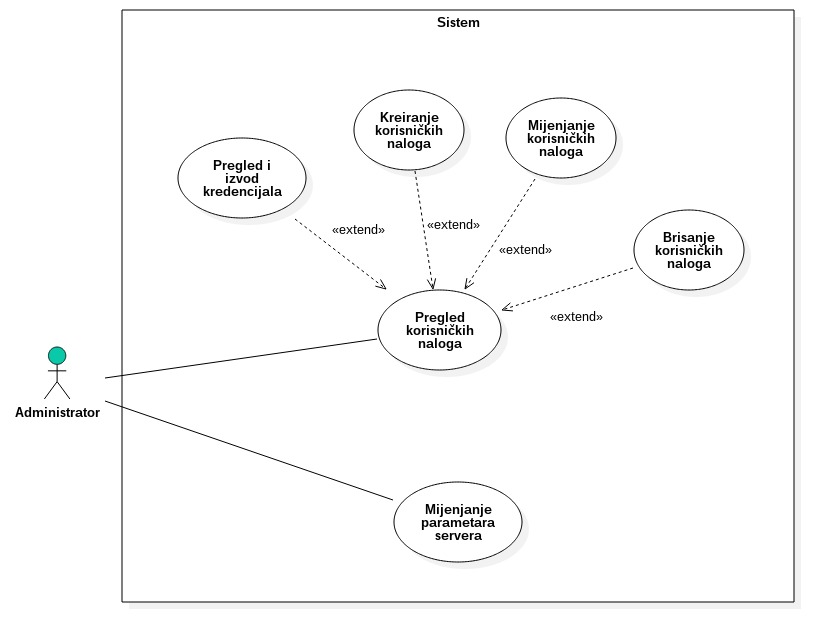 Sistem
Kreiranje
korisničkih
naloga
Mijenjanje
korisničkih
naloga
Pregled i
izvod
kredencijala
«extend»
«extend»
«extend»
Brisanje
korisničkih
naloga
«extend»
Pregled
korisničkih
naloga
Administrator
Mijenjanje
parametara
servera